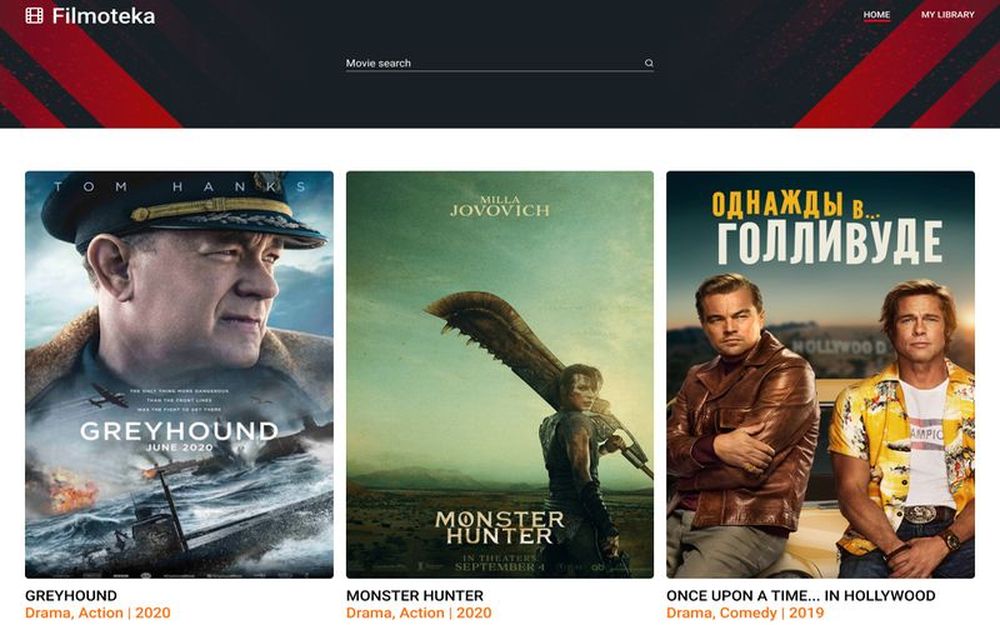 Filmoteka
HOME
MY LIBRARY
Movie search
TOM HANKS
THE ONLY THING MORE DANGEROUS
THAN THE FRONT LINES
WAS THE FIGHT TO GET THERE
GREYHOUND
JUNE 2020
MILLA
JOVOVICH
MONSTER
HUNTER
IN THEATERS
SEPTEMBER 4
ОДНАЖДЫ В...
ГОЛЛИВУДЕ
HOLLYWOOD
AMPIO
GREYHOUND
Drama, Action | 2020
MONSTER HUNTER
Drama, Action | 2020
ONCE UPON A TIME... IN HOLLYWOOD
Drama, Comedy | 2019